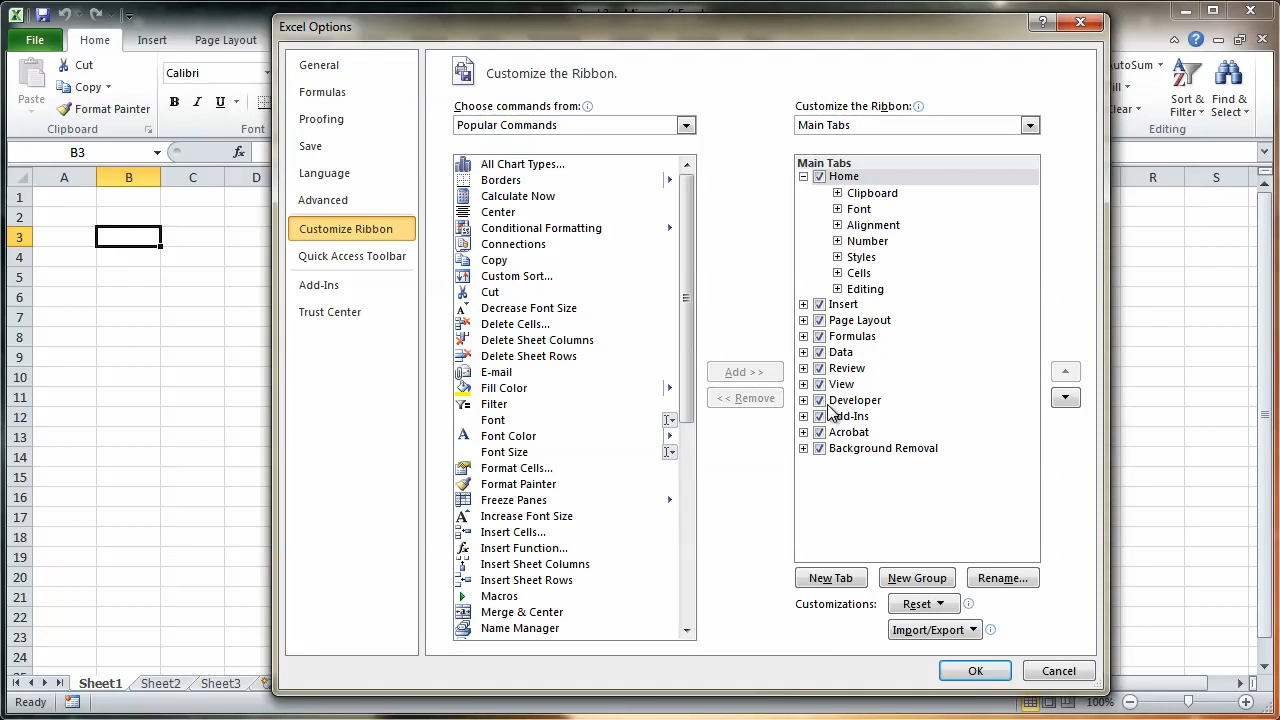 Excel Options
File
Home
Insert
Page Layout
Cut
Copy
Format Painter
Paste
Clipboard
Calibri
B I U
Font
AutoSum
Sort &
Filter
Find &
Select
Editing
B3
fx
A B C D R S
1
2
3
4
5
6
7
8
9
10
11
12
13
14
15
16
17
18
19
20
21
22
23
24
Sheet1 Sheet2 Sheet3
Ready
100%
General
Formulas
Proofing
Save
Language
Advanced
Customize Ribbon
Quick Access Toolbar
Add-Ins
Trust Center
Customize the Ribbon.
Choose commands from:
Popular Commands
All Chart Types...
Borders
Calculate Now
Center
Conditional Formatting
Connections
Copy
Custom Sort...
Cut
Decrease Font Size
Delete Cells...
Delete Sheet Columns
Delete Sheet Rows
E-mail
Fill Color
Filter
Font
Font Color
Font Size
Format Cells...
Format Painter
Freeze Panes
Increase Font Size
Insert Cells...
Insert Function...
Insert Sheet Columns
Insert Sheet Rows
Macros
Merge & Center
Name Manager
Add >>
<< Remove
Customize the Ribbon:
Main Tabs
Main Tabs
Home
Clipboard
Font
Alignment
Number
Styles
Cells
Editing
Insert
Page Layout
Formulas
Data
Review
View
Developer
Add-Ins
Acrobat
Background Removal
New Tab
New Group
Rename...
Customizations:
Reset
Import/Export
OK
Cancel